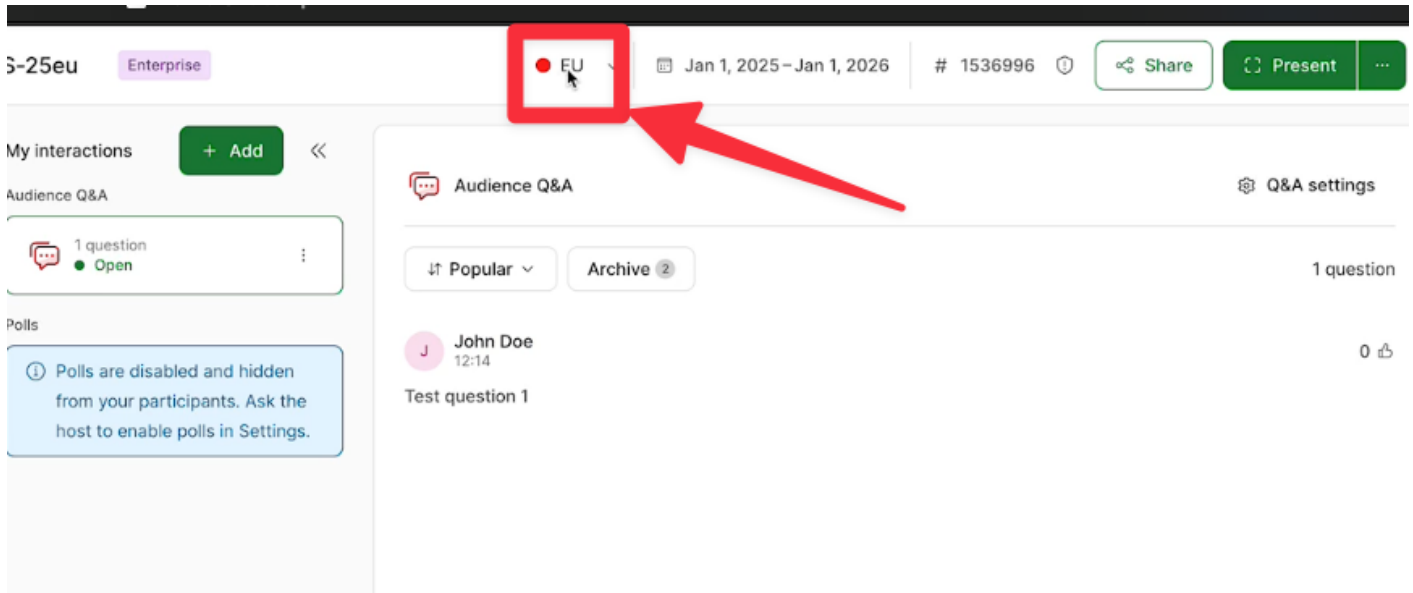 S-25eu
Enterprise
EU
Jan 1, 2025 – Jan 1, 2026
# 1536996
Share
Present
My interactions
+ Add
Audience Q&A
1 question
Open
Polls
Polls are disabled and hidden
from your participants. Ask the
host to enable polls in Settings.
Audience Q&A
Q&A settings
Popular
Archive 2
1 question
J
John Doe
12:14
0
Test question 1